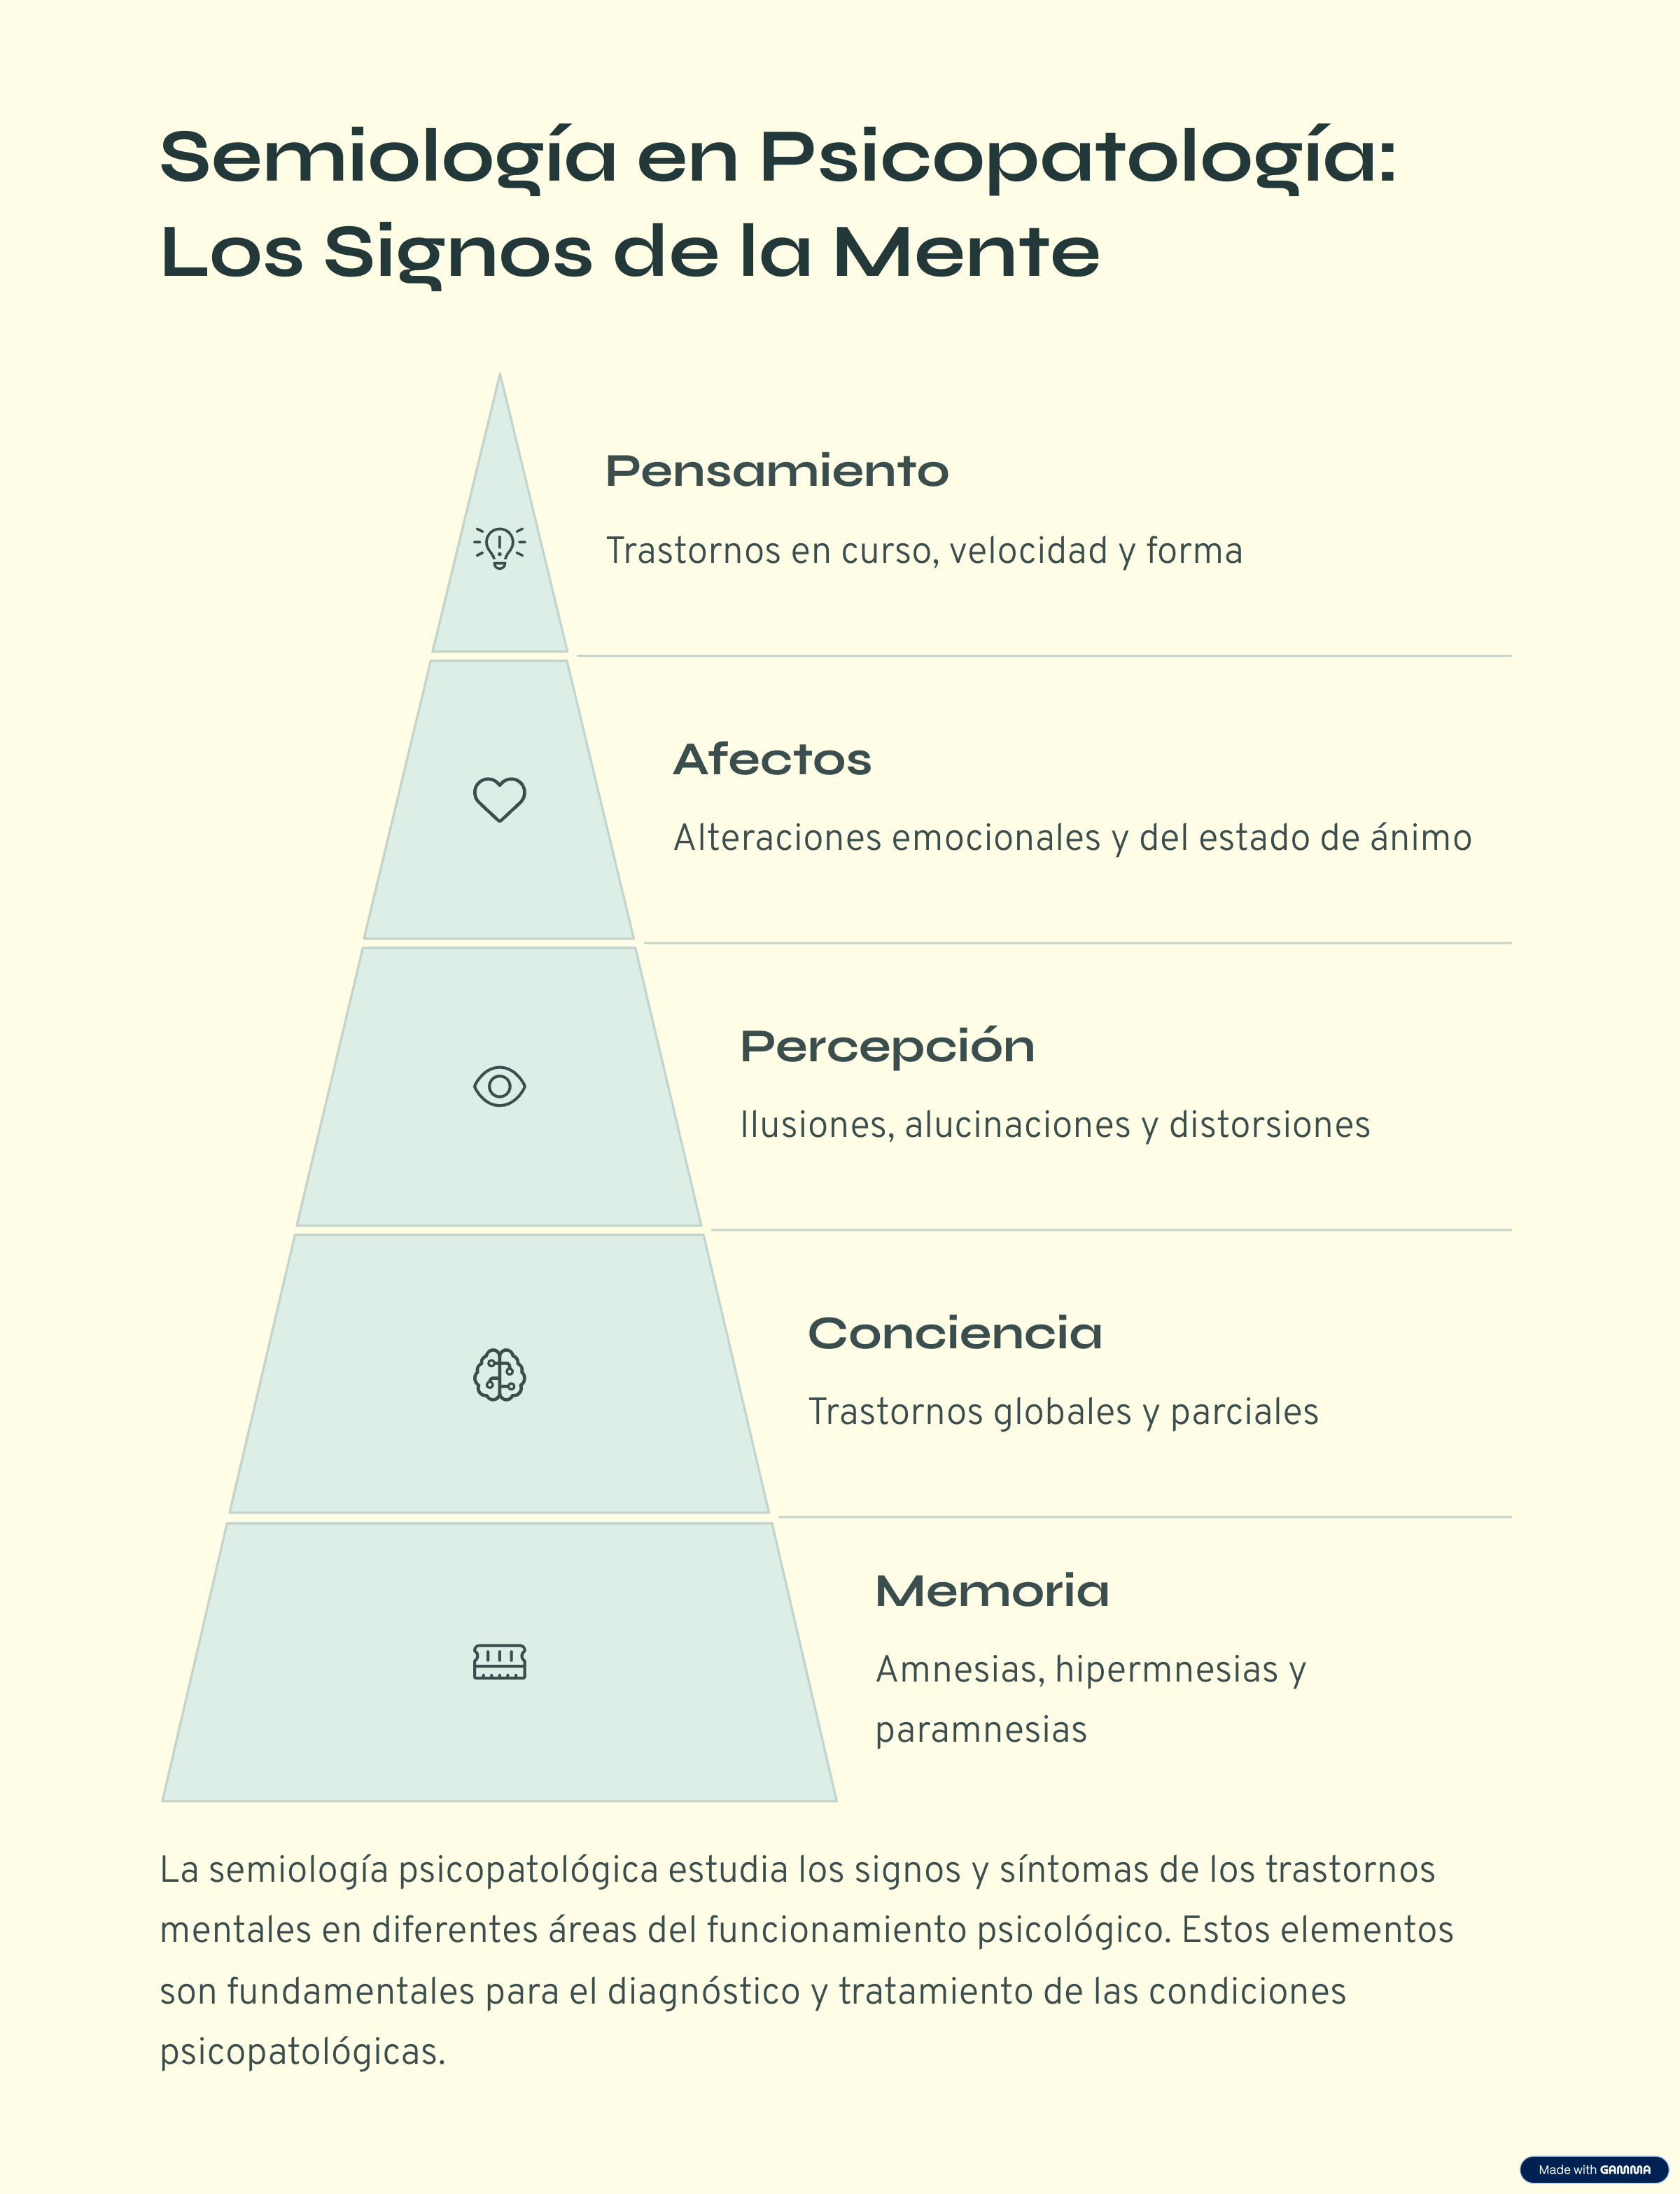 Semiología en Psicopatología:
Los Signos de la Mente
Pensamiento
Trastornos en curso, velocidad y forma
Afectos
Alteraciones emocionales y del estado de ánimo
Percepción
Ilusiones, alucinaciones y distorsiones
Conciencia
Trastornos globales y parciales
Memoria
Amnesias, hipermnesias y
paramnesias
La semiología psicopatológica estudia los signos y síntomas de los trastornos
mentales en diferentes áreas del funcionamiento psicológico. Estos elementos
son fundamentales para el diagnóstico y tratamiento de las condiciones
psicopatológicas.
Made with GAMMA